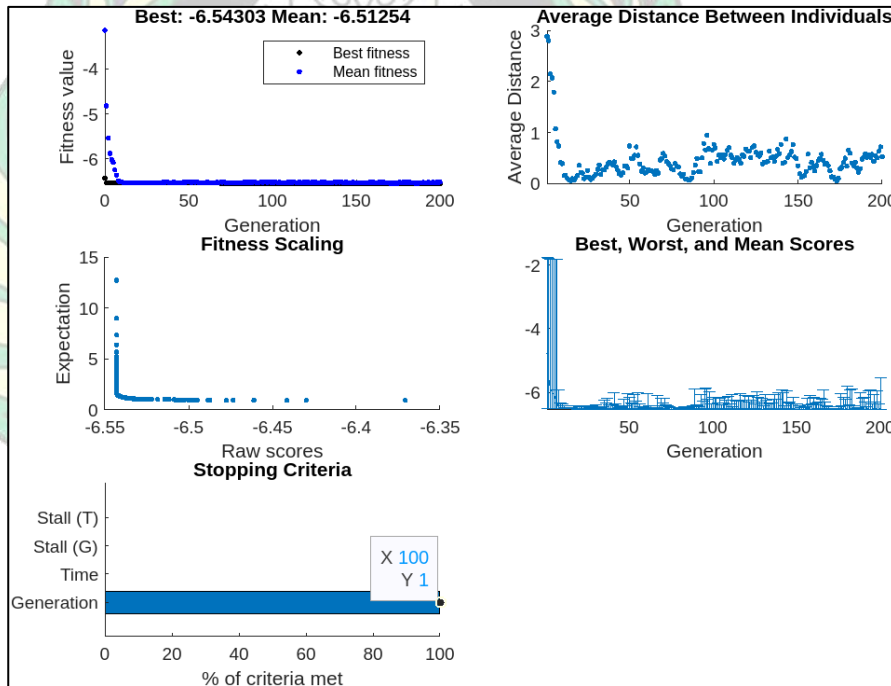 Best: -6.54303 Mean: -6.51254
Fitness value
-4
-5
-6
Best fitness
Mean fitness
0 50 100 150 200
Generation
Average Distance Between Individuals
Average Distance
3
2
1
0
50 100 150 200
Generation
Fitness Scaling
Expectation
15
10
5
0
-6.55 -6.5 -6.45 -6.4 -6.35
Raw scores
Best, Worst, and Mean Scores
-2
-4
-6
50 100 150 200
Generation
Stopping Criteria
Stall (T)
Stall (G)
Time
Generation
X 100
Y 1
0 20 40 60 80 100
% of criteria met